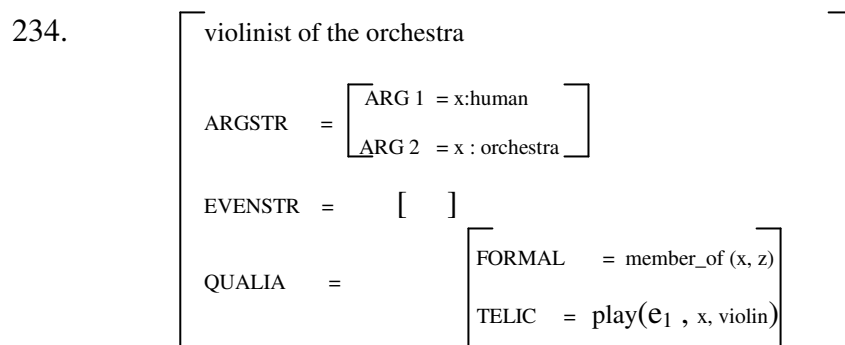 234.
violinist of the orchestra
ARG 1 = x:human
ARGSTR =
ARG 2 = x : orchestra
EVENSTR = [ ]
FORMAL = member_of (x, z)
QUALIA =
TELIC = play(e₁ , x, violin)